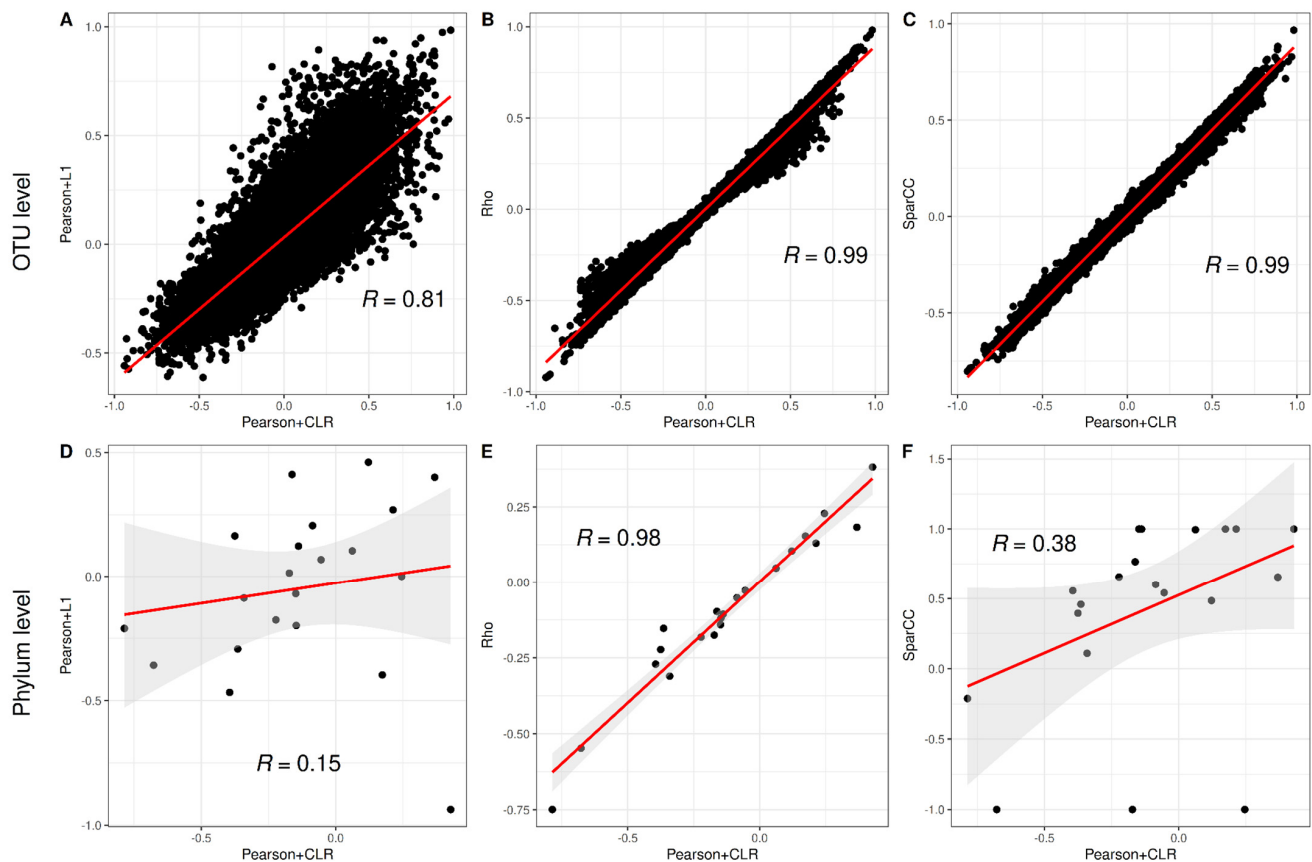 A
B
C
OTU level
Pearson+L1
1.0
0.5
0.0
-0.5
R = 0.81
-1.0 -0.5 0.0 0.5 1.0
Pearson+CLR
Rho
1.0
0.5
0.0
-0.5
-1.0
R = 0.99
-1.0 -0.5 0.0 0.5 1.0
Pearson+CLR
SparCC
1.0
0.5
0.0
-0.5
R = 0.99
-1.0 -0.5 0.0 0.5 1.0
Pearson+CLR
D
E
F
Phylum level
Pearson+L1
0.5
0.0
-0.5
-1.0
R = 0.15
-0.5 0.0
Pearson+CLR
Rho
0.25
0.00
-0.25
-0.50
-0.75
R = 0.98
-0.5 0.0
Pearson+CLR
SparCC
1.5
1.0
0.5
0.0
-0.5
-1.0
R = 0.38
-0.5 0.0
Pearson+CLR